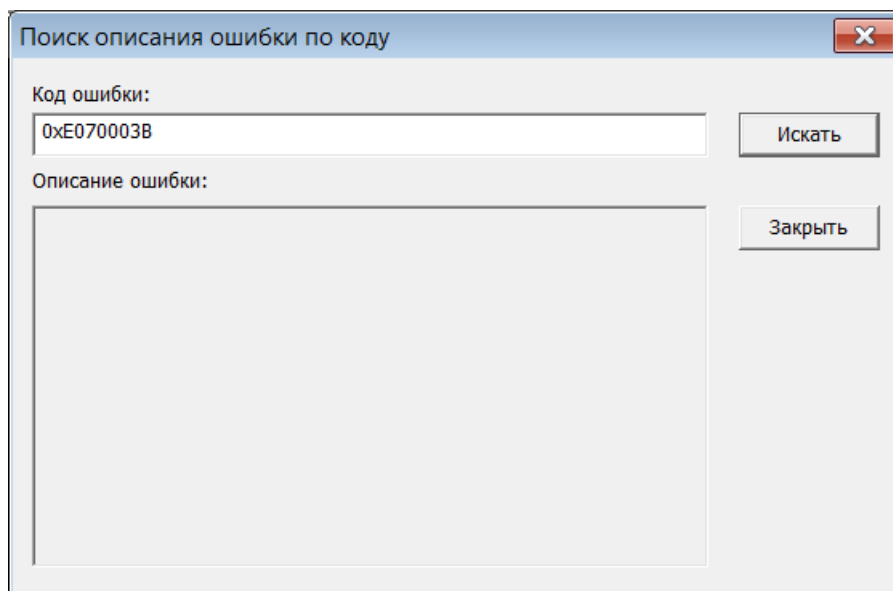 Поиск описания ошибки по коду
Код ошибки:
0xE070003B
Искать
Описание ошибки:
Закрыть